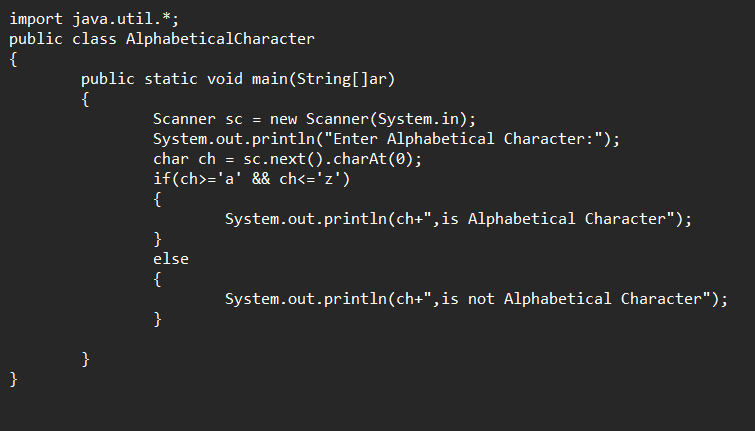 import java.util.*;
public class AlphabeticalCharacter
{
        public static void main(String[]ar)
        {
                Scanner sc = new Scanner(System.in);
                System.out.println("Enter Alphabetical Character:");
                char ch = sc.next().charAt(0);
                if(ch>='a' && ch<='z')
                {
                        System.out.println(ch+",is Alphabetical Character");
                }
                else
                {
                        System.out.println(ch+",is not Alphabetical Character");
                }
        }
}